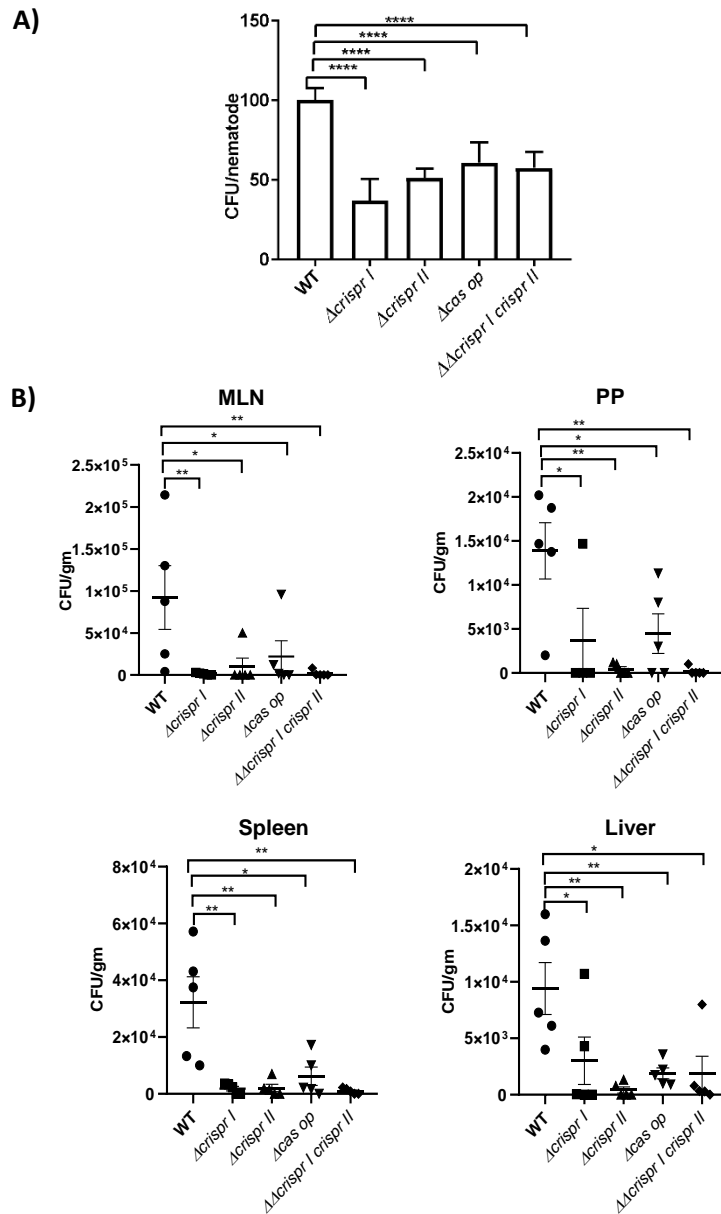 A)
150
100
50
0
CFU/nematode
****
****
****
****
WT
Δcrispr I
Δcrispr II
Δcas op
ΔΔcrispr I crispr II
B)
MLN
**
*
*
**
2.5×10⁵
2×10⁵
1×10⁵
1×10⁵
5×10⁴
0
CFU/gm
WT
Δcrispr I
Δcrispr II
Δcas op
ΔΔcrispr I crispr II
PP
**
*
**
*
2.5×10⁴
2×10⁴
1.5×10⁴
1×10⁴
5×10³
0
CFU/gm
WT
Δcrispr I
Δcrispr II
Δcas op
ΔΔcrispr I crispr II
Spleen
**
*
**
**
8×10⁴
6×10⁴
4×10⁴
2×10⁴
0
CFU/gm
WT
Δcrispr I
Δcrispr II
Δcas op
ΔΔcrispr I crispr II
Liver
*
**
**
*
2×10⁴
1.5×10⁴
1×10⁴
5×10³
0
CFU/gm
WT
Δcrispr I
Δcrispr II
Δcas op
ΔΔcrispr I crispr II